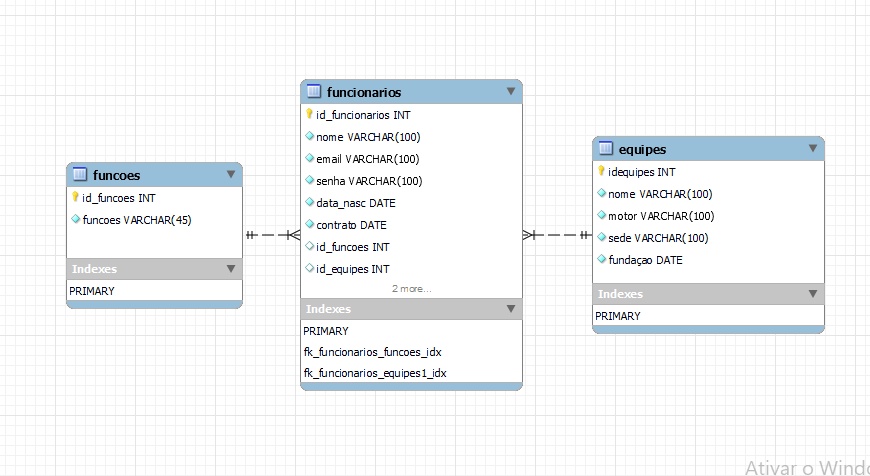 funcoes
id_funcoes INT
funcoes VARCHAR(45)
Indexes
PRIMARY
funcionarios
id_funcionarios INT
nome VARCHAR(100)
email VARCHAR(100)
senha VARCHAR(100)
data_nasc DATE
contrato DATE
id_funcoes INT
id_equipes INT
2 more...
Indexes
PRIMARY
fk_funcionarios_funcoes_idx
fk_funcionarios_equipes1_idx
equipes
idequipes INT
nome VARCHAR(100)
motor VARCHAR(100)
sede VARCHAR(100)
fundaçao DATE
Indexes
PRIMARY
Ativar o Windo